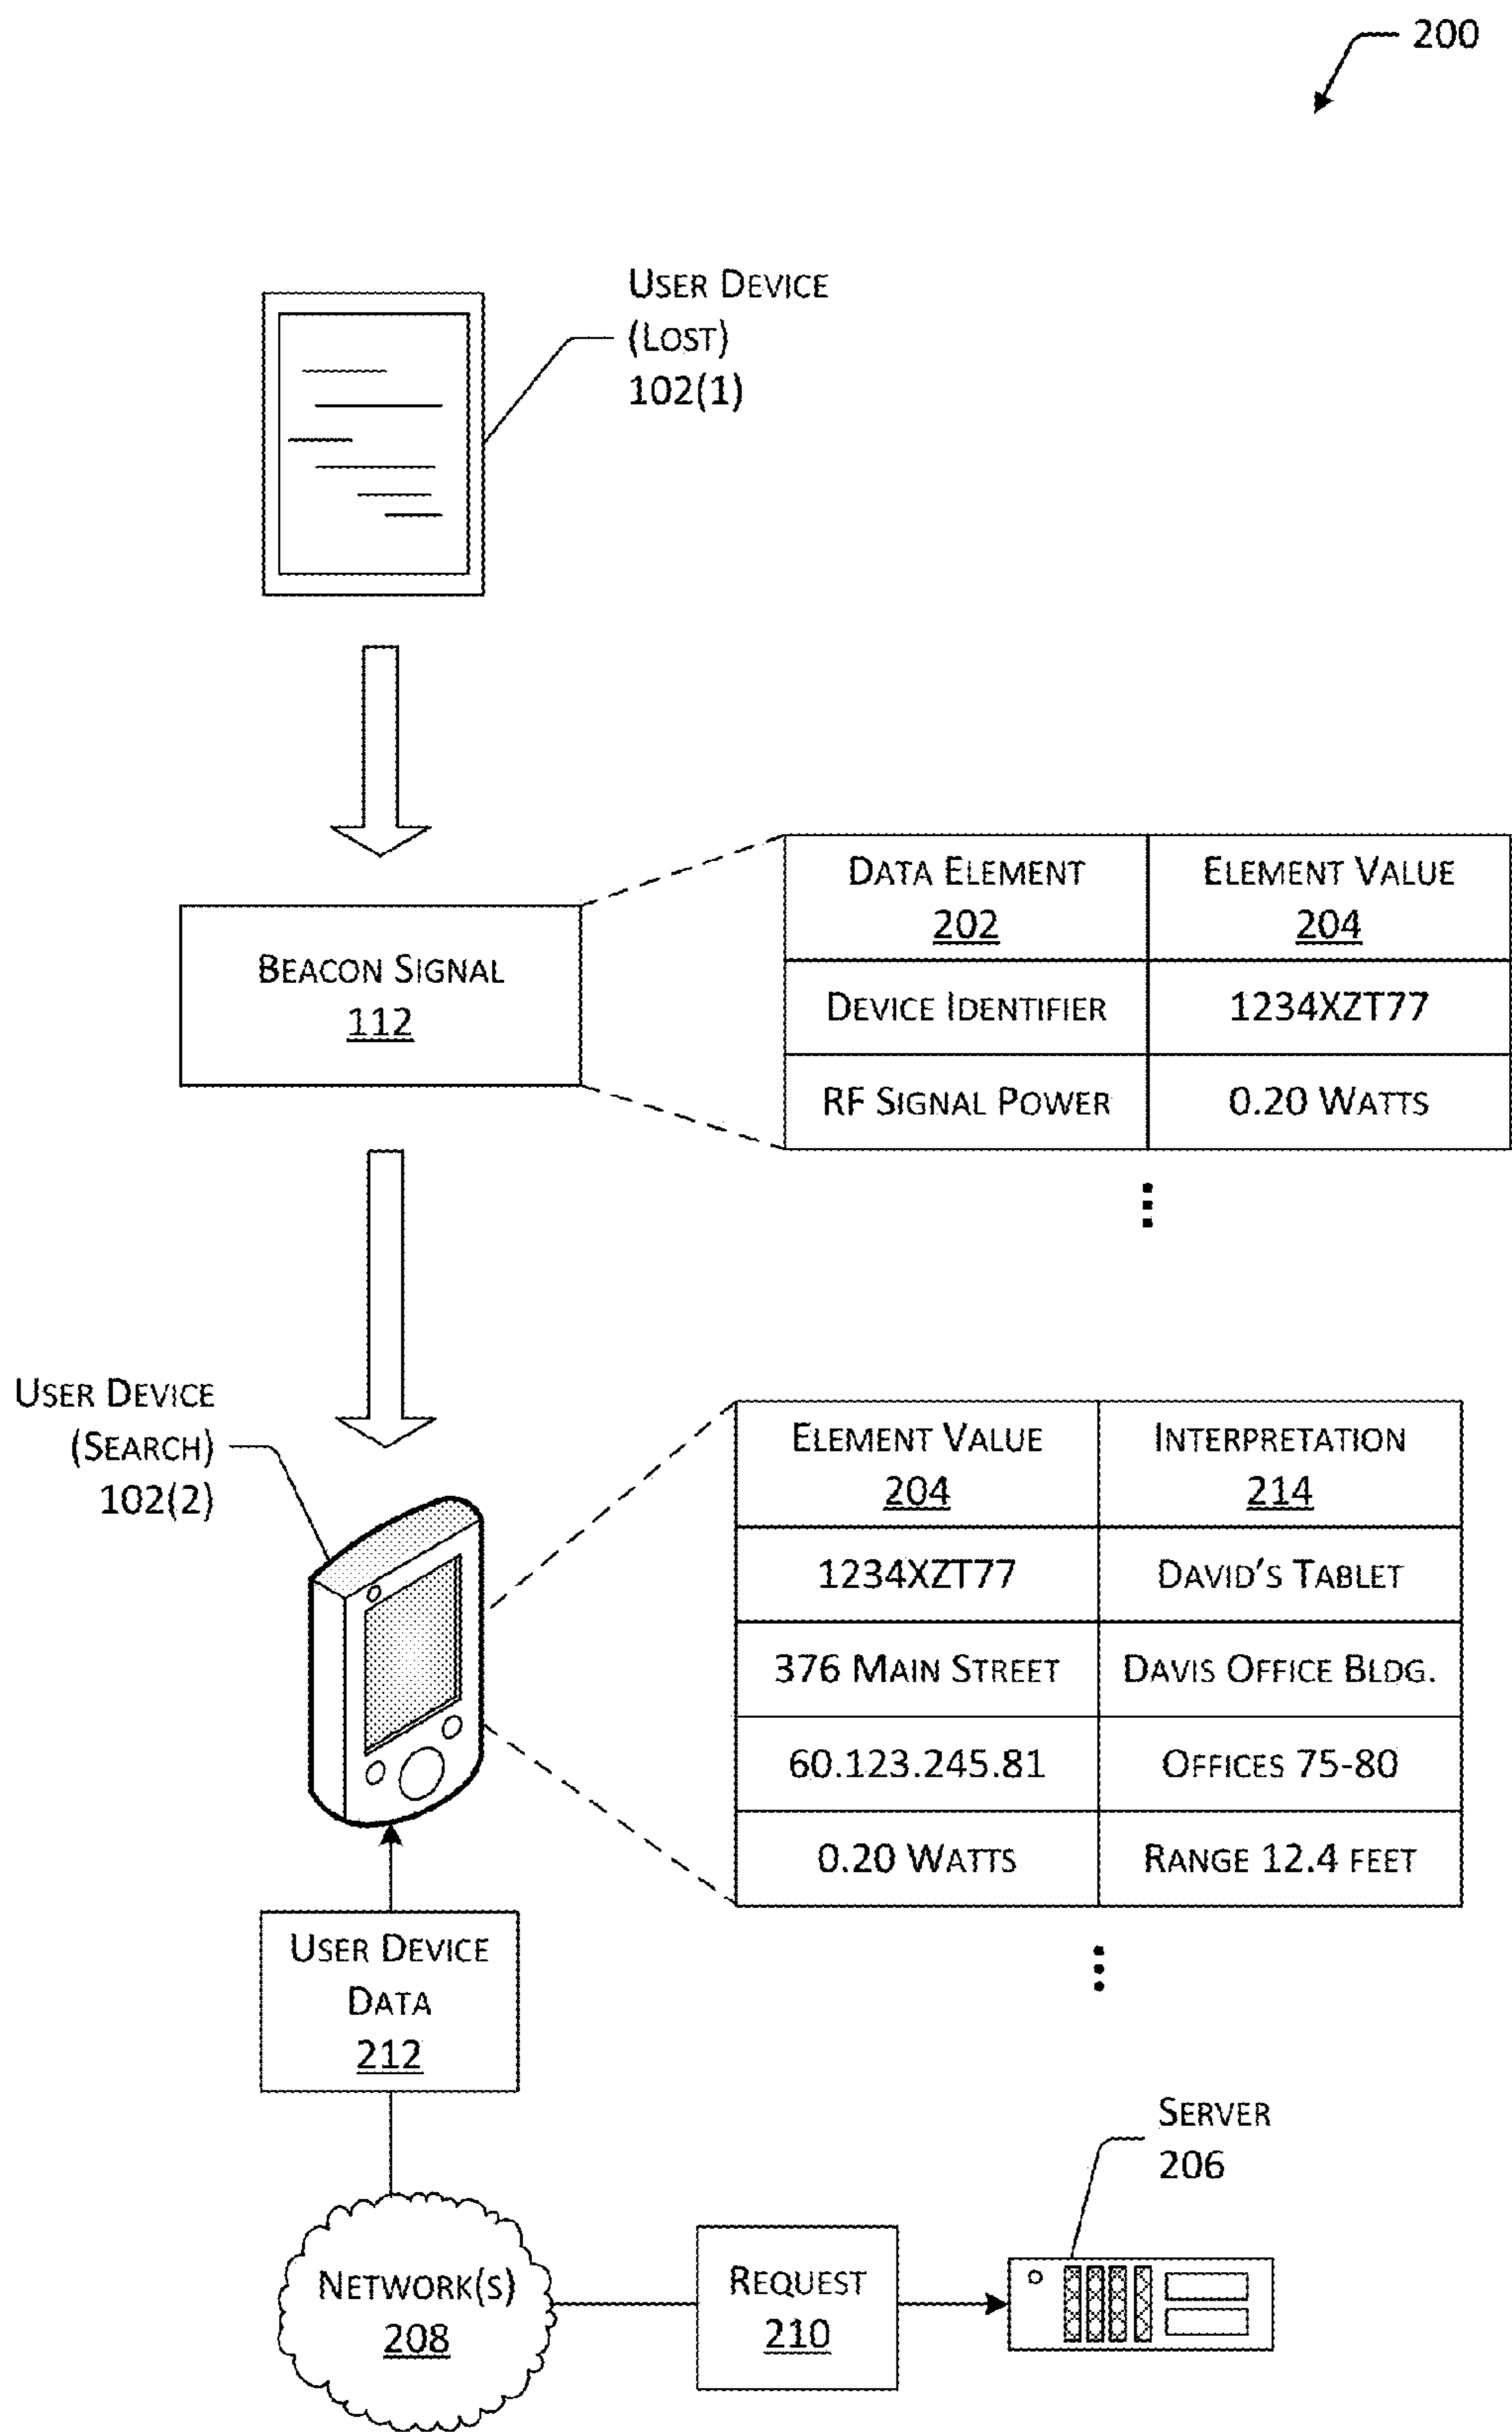 200
USER DEVICE
(LOST)
102(1)
DATA ELEMENT ELEMENT VALUE
202 204
BEACON SIGNAL
112
DEVICE IDENTIFIER 1234XZT77
RF SIGNAL POWER 0.20 WATTS
USER DEVICE
(SEARCH)
102(2)
ELEMENT VALUE INTERPRETATION
204 214
1234XZT77 DAVID'S TABLET
376 MAIN STREET DAVIS OFFICE BLDG.
60.123.245.81 OFFICES 75-80
0.20 WATTS RANGE 12.4 FEET
USER DEVICE
DATA
212
SERVER
206
NETWORK(S)
208
REQUEST
210